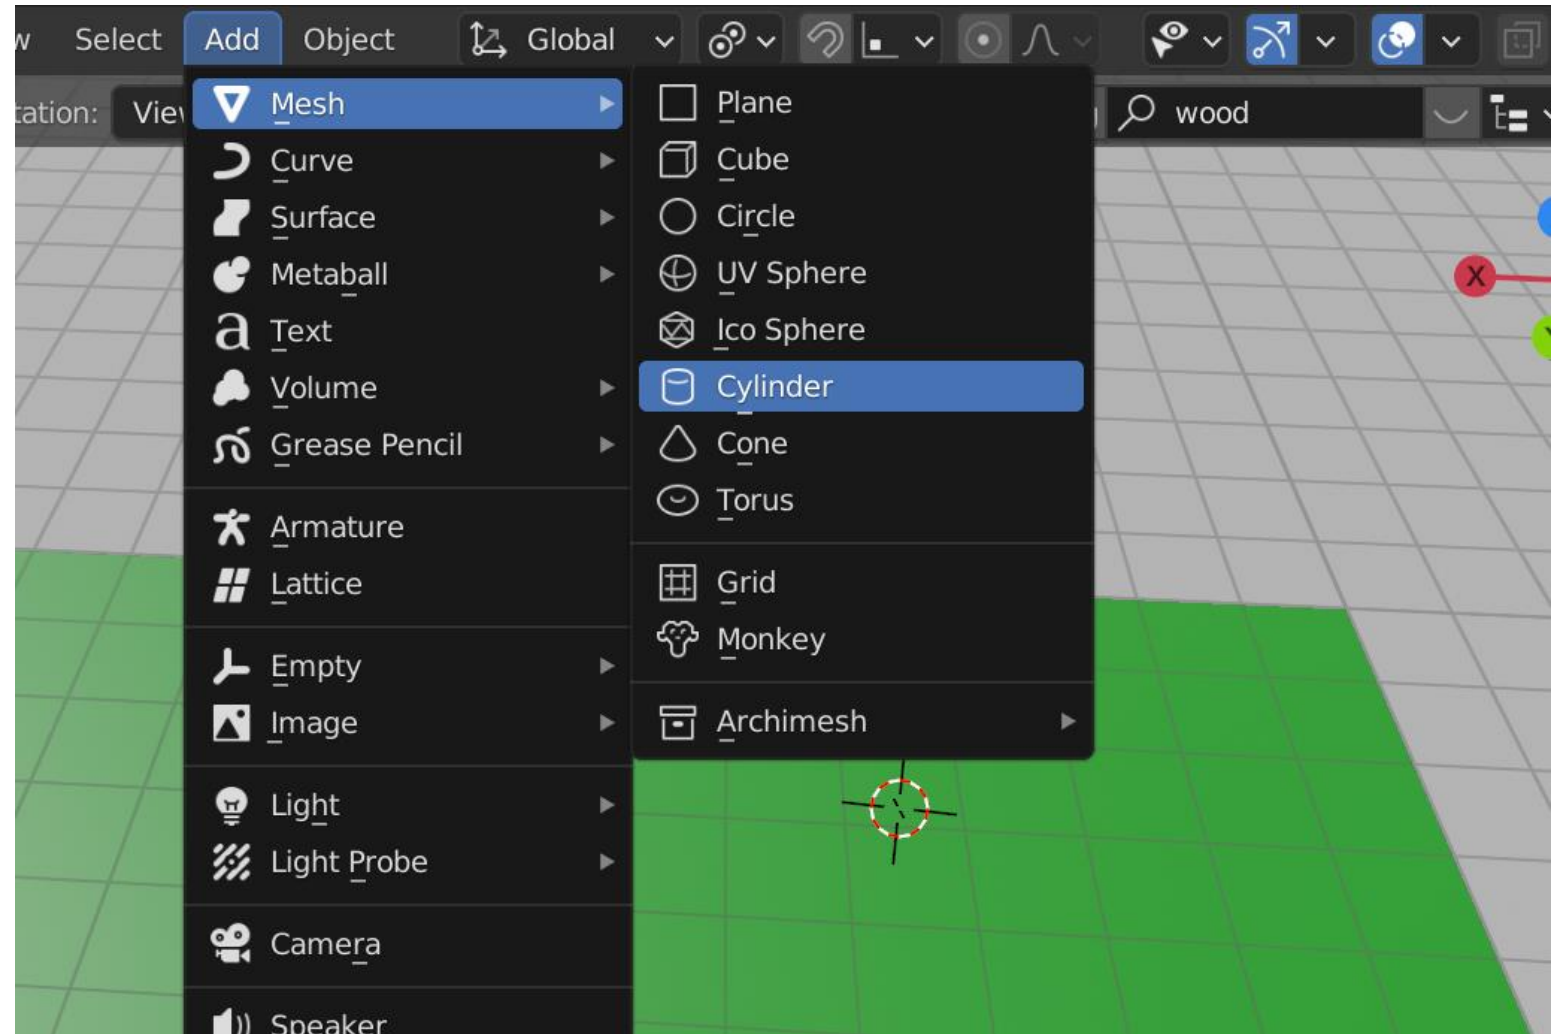 Select Add Object Global
wood
Mesh
Curve
Surface
Metaball
Text
Volume
Grease Pencil
Armature
Lattice
Empty
Image
Light
Light Probe
Camera
Speaker
Plane
Cube
Circle
UV Sphere
Ico Sphere
Cylinder
Cone
Torus
Grid
Monkey
Archimesh
X